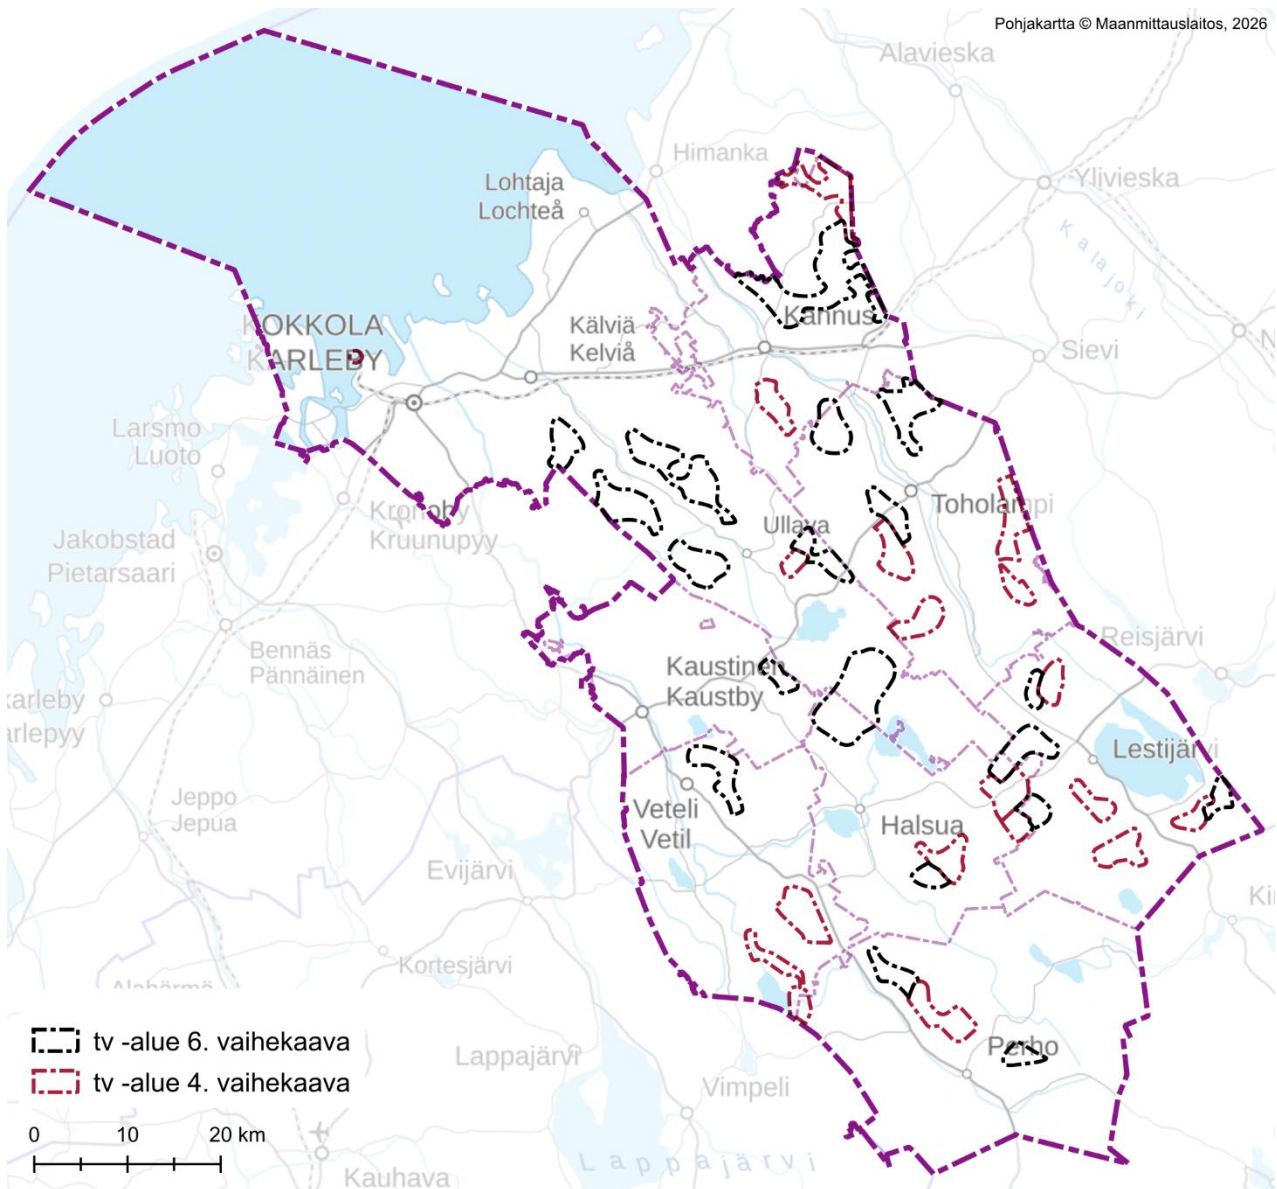 Pohjakartta © Maanmittauslaitos, 2026
Alavieska
Himanka
Ylivieska
Lohtaja
Lochteå
Kalajoki
KOKKOLA
KARLEBY
Kälviä
Kelviå
Kannus
Sievi
Larsmo
Luoto
Kronoby
Kruunupyy
Toholampi
Ullava
Jakobstad
Pietarsaari
Reisjärvi
Bennäs
Pännäinen
Kaustinen
Kaustby
Lestijärvi
Jeppo
Jepua
Veteli
Vetil
Halsua
Evijärvi
Kortesjärvi
Perho
Lappajärvi
Vimpeli
Kauhava
Lappajärvi
tv -alue 6. vaihekaava
tv -alue 4. vaihekaava
0 10 20 km